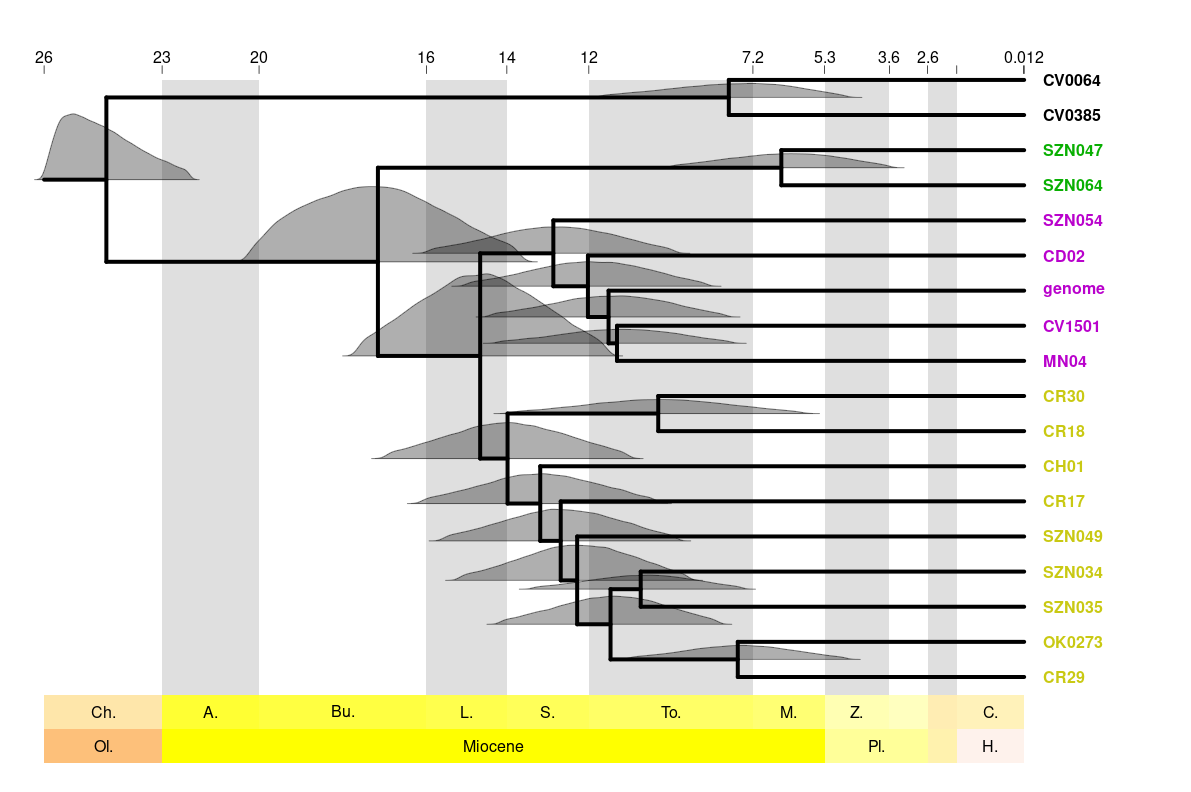 26 23 20 16 14 12 7.2 5.3 3.6 2.6 0.012
CV0064
CV0385
SZN047
SZN064
SZN054
CD02
genome
CV1501
MN04
CR30
CR18
CH01
CR17
SZN049
SZN034
SZN035
OK0273
CR29
Ch. A. Bu. L. S. To. M. Z. C.
Ol. Miocene Pl. H.